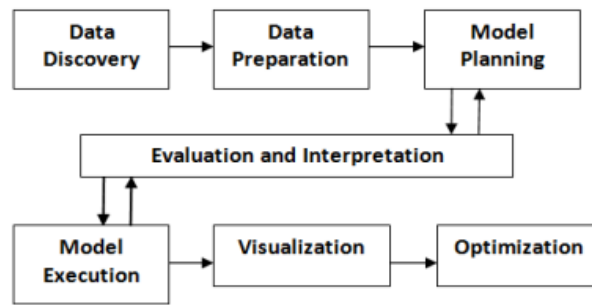 Data
Discovery
Data
Preparation
Model
Planning
Evaluation and Interpretation
Model
Execution
Visualization
Optimization